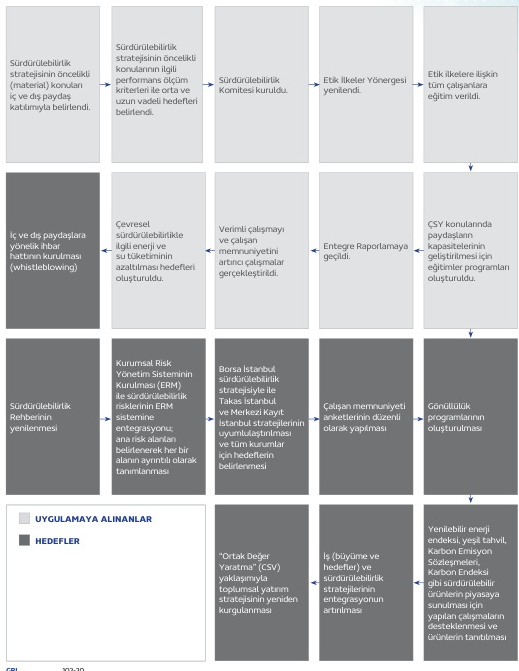 Sürdürülebilirlik
stratejisinin öncelikli
(material) konuları
iç ve dış paydaş
katılımıyla belirlendi.
Sürdürülebilirlik
stratejisinin öncelikli
konularının ilgili
performans ölçüm
kriterleri ile orta ve
uzun vadeli hedefleri
belirlendi.
Sürdürülebilirlik
Komitesi kuruldu.
Etik İlkeler Yönergesi
yenilendi.
Etik ilkelere ilişkin
tüm çalışanlara
eğitim verildi.
İç ve dış paydaşlara
yönelik ihbar
hattının kurulması
(whistleblowing)
Çevresel
sürdürülebilirlikle
ilgili enerji ve
su tüketiminin
azaltılması hedefleri
oluşturuldu.
Verimli çalışmayı
ve çalışan
memnuniyetini
artırıcı çalışmalar
gerçekleştirildi.
Entegre Raporlamaya
geçildi.
ÇSY konularında
paydaşların
kapasitelerinin
geliştirilmesi için
eğitimler programları
oluşturuldu.
Sürdürülebilirlik
Rehberinin
yenilenmesi
Kurumsal Risk
Yönetim Sisteminin
Kurulması (ERM)
ile sürdürülebilirlik
risklerinin ERM
sistemine
entegrasyonu;
ana risk alanları
belirlenerek her bir
alanın ayrıntılı olarak
tanımlanması
Borsa İstanbul
sürdürülebilirlik
stratejisiyle ile
Takas İstanbul
ve Merkezi Kayıt
İstanbul stratejilerinin
uyumlulaştırılması
ve tüm kurumlar
için hedeflerin
belirlenmesi
Çalışan memnuniyeti
anketlerinin düzenli
olarak yapılması
Gönüllülük
programlarının
oluşturulması
UYGULAMAYA ALINANLAR
HEDEFLER
"Ortak Değer
Yaratma" (CSV)
yaklaşımıyla
toplumsal yatırım
stratejisinin yeniden
kurgulanması
İş (büyüme ve
hedefler) ve
sürdürülebilirlik
stratejilerinin
entegrasyonun
artırılması
Yenilenebilir enerji
endeksi, yeşil tahvil,
Karbon Emisyon
Sözleşmeleri,
Karbon Endeksi
gibi sürdürülebilir
ürünlerin piyasaya
sunulması için
yapılan çalışmaların
desteklenmesi ve
ürünlerin tanıtılması
GRI 102-20